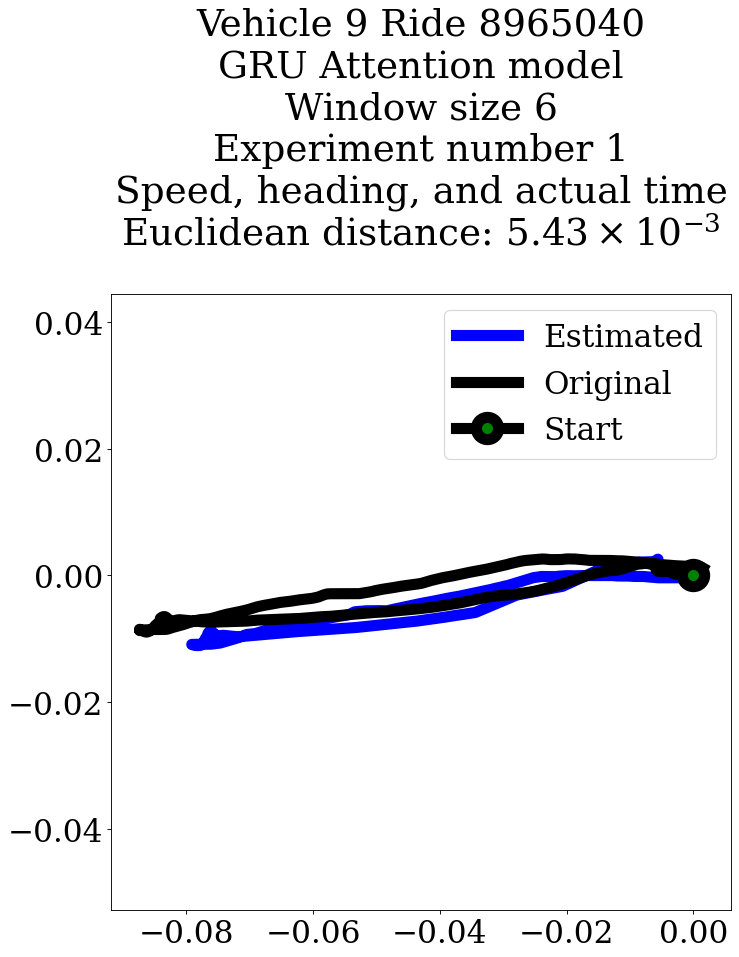 Vehicle 9 Ride 8965040
GRU Attention model
Window size 6
Experiment number 1
Speed, heading, and actual time
Euclidean distance: 5.43 × 10⁻³
Estimated
Original
Start
0.04
0.02
0.00
−0.02
−0.04
−0.08
−0.06
−0.04
−0.02
0.00